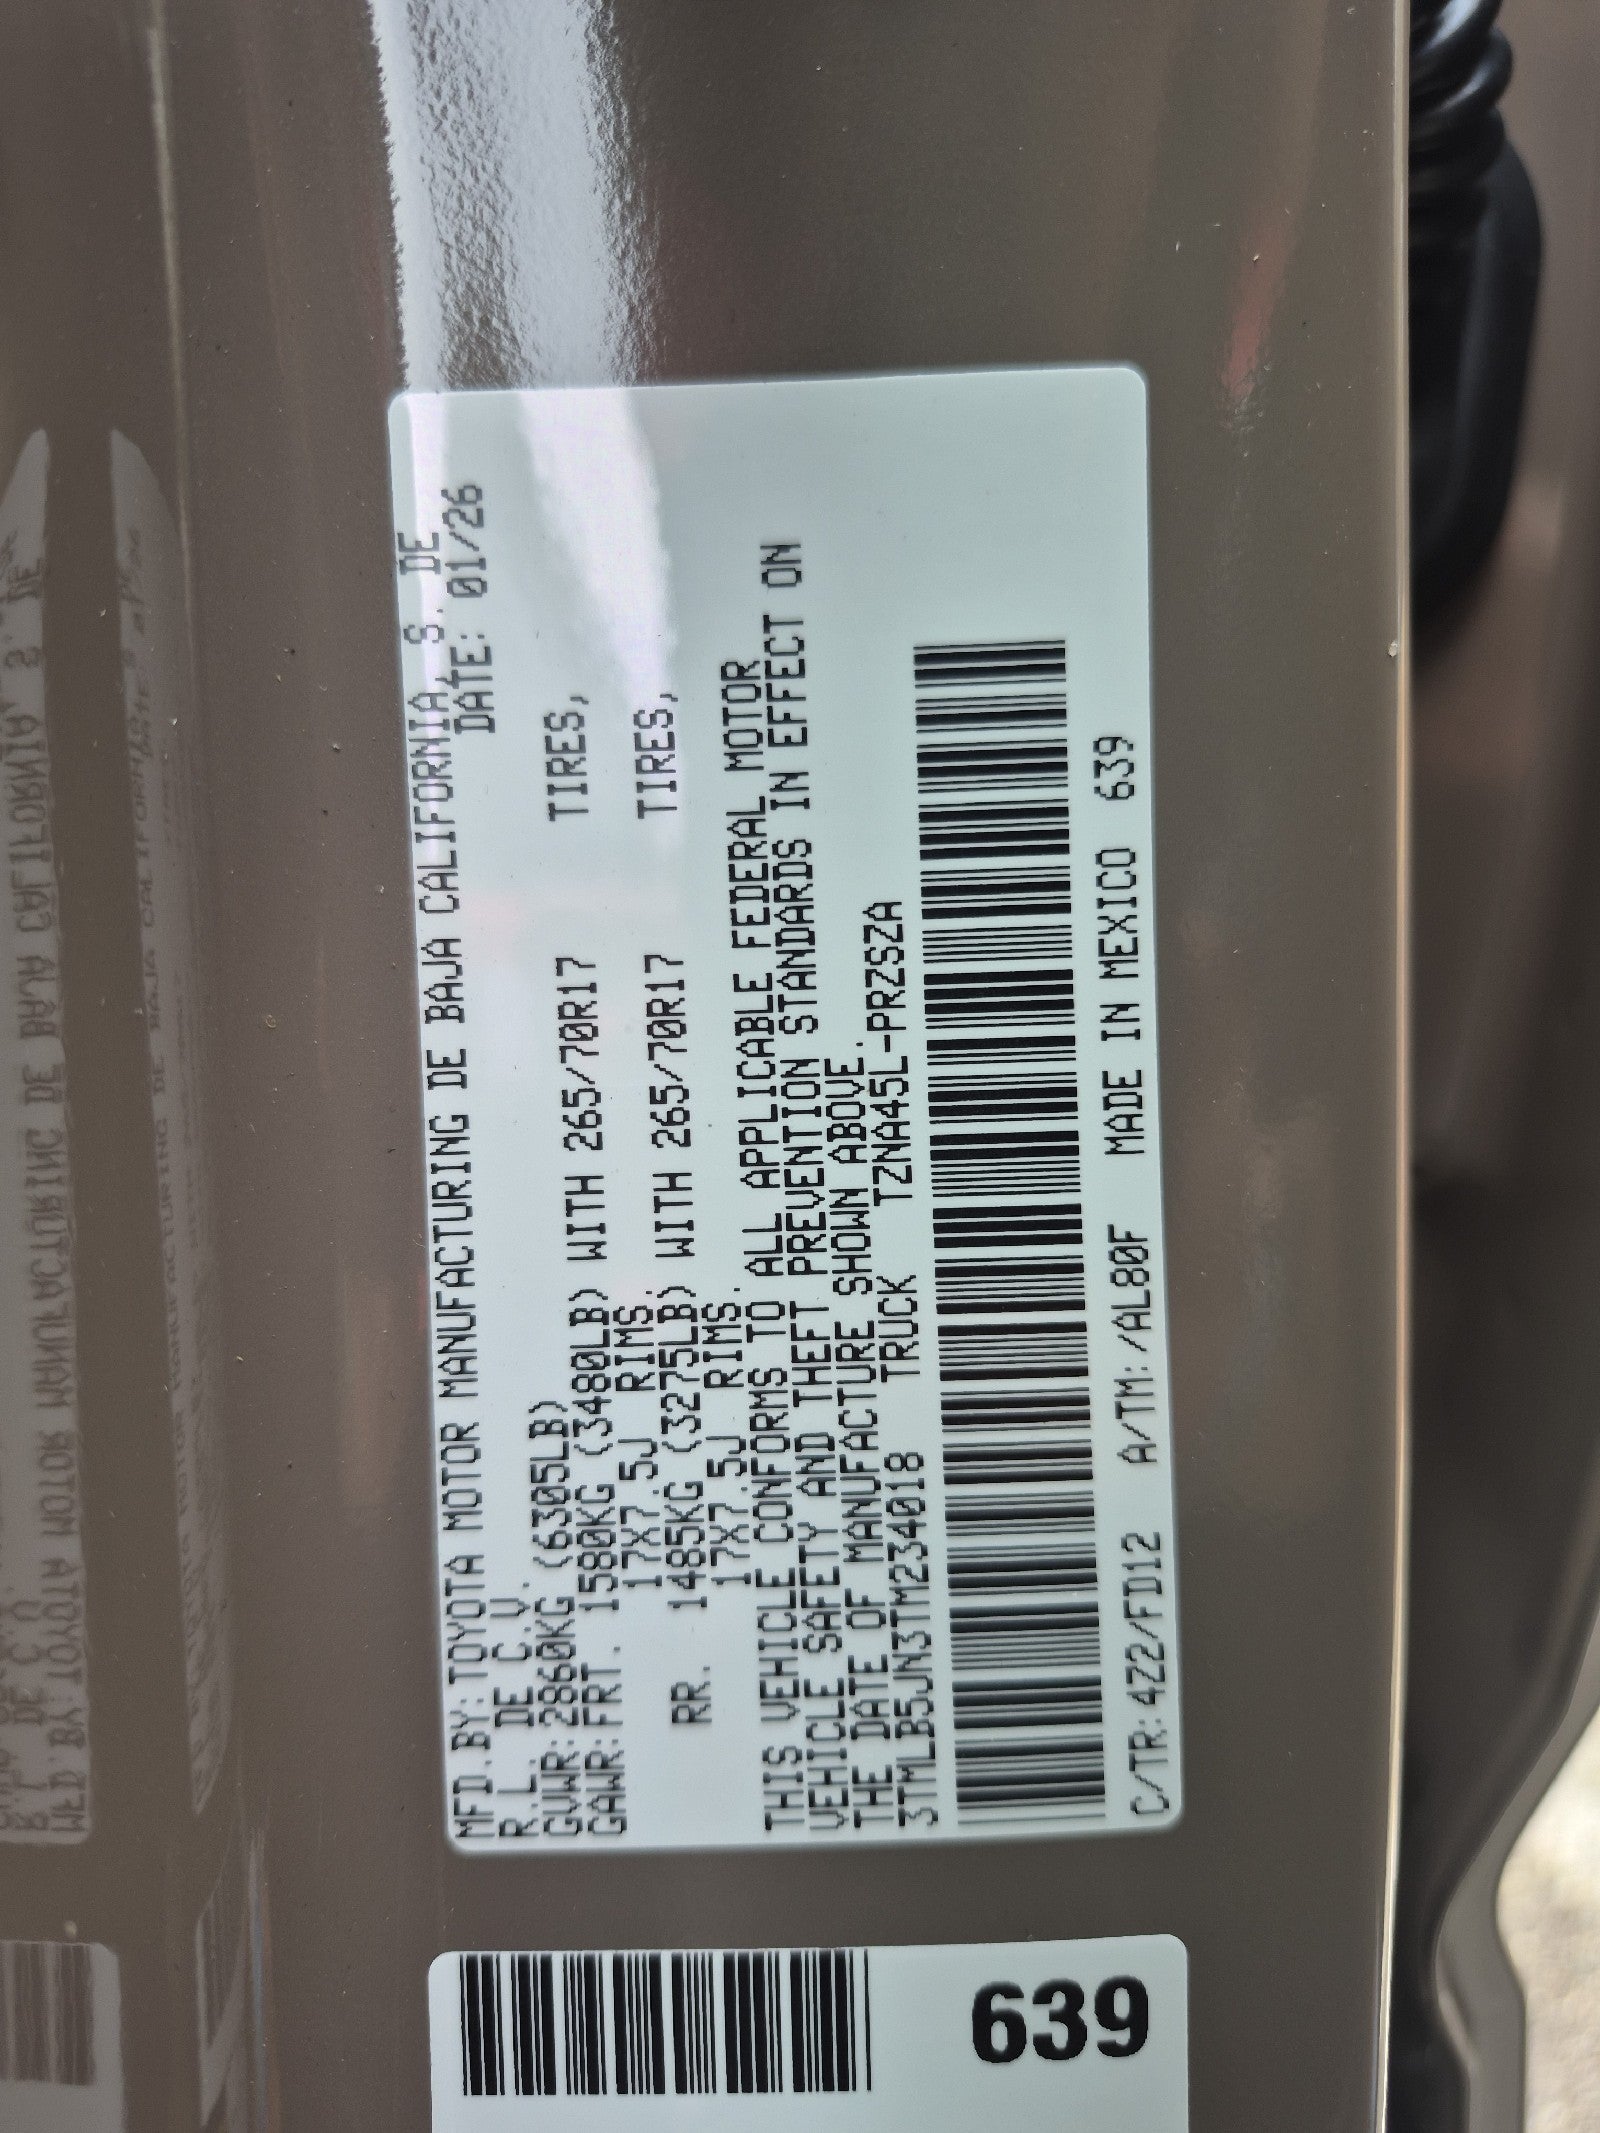 MFD.BY:TOYOTA MOTOR MANUFACTURING DE BAJA CALIFORNIA, S. DE
R.L. DE C.V. DATE: 01/26
GVWR:2860KG (6305LB)
GAWR:FRT. 1580KG (3480LB) WITH 265/70R17 TIRES,
17X7.5J RIMS.
RR. 1485KG (3275LB) WITH 265/70R17 TIRES,
17X7.5J RIMS.
THIS VEHICLE CONFORMS TO ALL APPLICABLE FEDERAL MOTOR
VEHICLE SAFETY AND THEFT PREVENTION STANDARDS IN EFFECT ON
THE DATE OF MANUFACTURE SHOWN ABOVE.
3TMLB5JN3TM234018 TRUCK TZNA45L-PRZSZA
C/TR:4Z2/FD12 A/TM:/AL80F MADE IN MEXICO 639
639